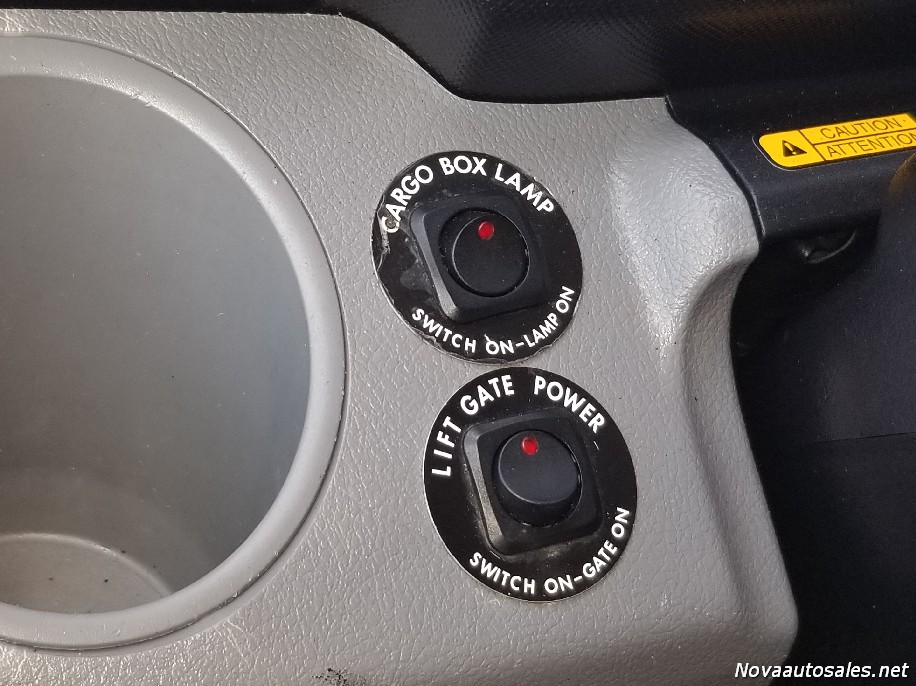 CARGO BOX LAMP
SWITCH ON-LAMP ON
CAUTION
ATTENTION
LIFT GATE POWER
SWITCH ON-GATE ON
Novaautosales.net